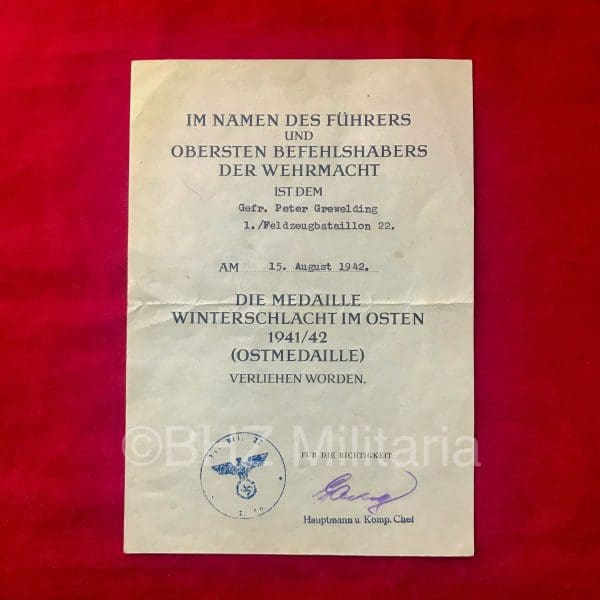 IM NAMEN DES FÜHRERS
UND
OBERSTEN BEFEHLSHABERS
DER WEHRMACHT
IST DEM
Gefr. Peter Grewelding
1./Feldzeugbataillon 22.
AM 15. August 1942.
DIE MEDAILLE
WINTERSCHLACHT IM OSTEN
1941/42
(OSTMEDAILLE)
VERLIEHEN WORDEN.
©BHZ Militaria
FÜR DIE RICHTIGKEIT:
Hauptmann u. Komp. Chef